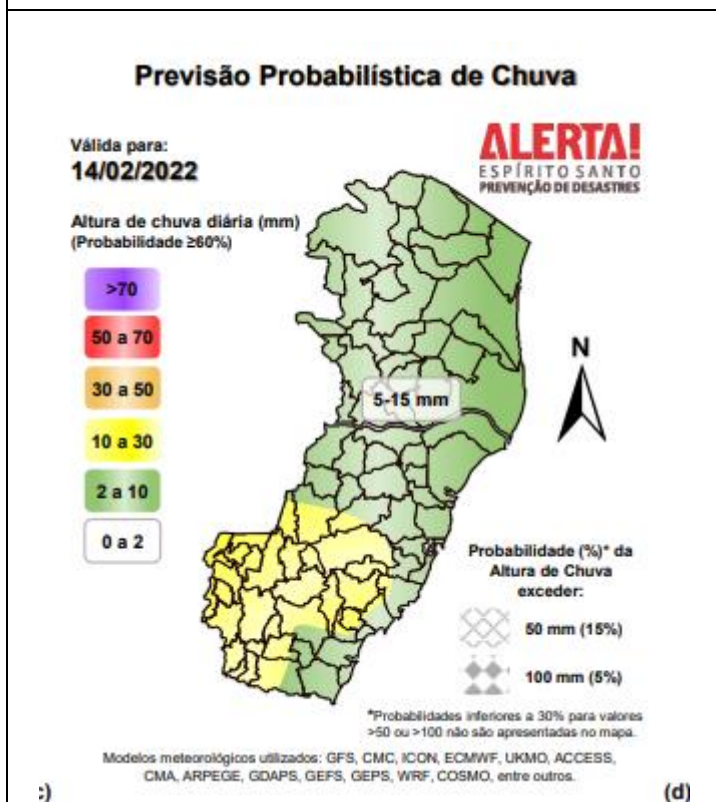 Previsão Probabilística de Chuva
Válida para:
14/02/2022
ALERTA!
ESPÍRITO SANTO
PREVENÇÃO DE DESASTRES
Altura de chuva diária (mm)
(Probabilidade ≥60%)
>70
50 a 70
30 a 50
10 a 30
2 a 10
0 a 2
5-15 mm
N
Probabilidade (%)* da
Altura de Chuva
exceder:
50 mm (15%)
100 mm (5%)
*Probabilidades inferiores a 30% para valores
>50 ou >100 não são apresentadas no mapa.
Modelos meteorológicos utilizados: GFS, CMC, ICON, ECMWF, UKMO, ACCESS,
CMA, ARPEGE, GDAPS, GEFS, GEPS, WRF, COSMO, entre outros.
c)
(d)